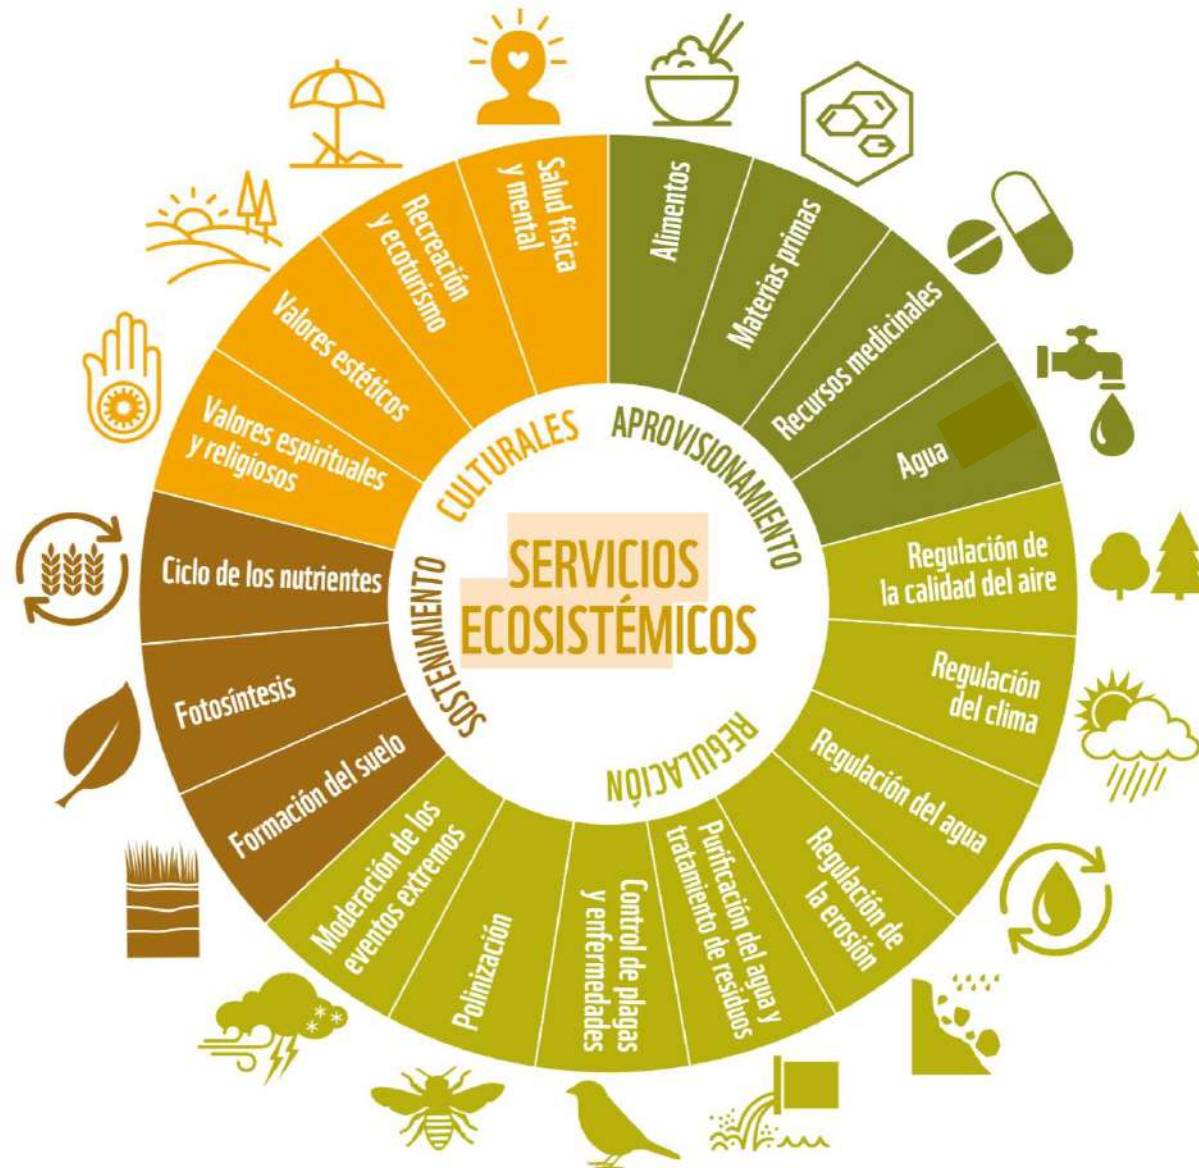 SERVICIOS
ECOSISTÉMICOS
APROVISIONAMIENTO
Alimentos
Materias primas
Recursos medicinales
Agua
REGULACIÓN
Regulación de
la calidad del aire
Regulación
del clima
Regulación del agua
Regulación de
la erosión
Purificación del agua y
tratamiento de residuos
Control de plagas
y enfermedades
Polinización
Moderación de los
eventos extremos
SOSTENIMIENTO
Formación del suelo
Fotosíntesis
Ciclo de los nutrientes
CULTURALES
Valores espirituales
y religiosos
Valores estéticos
Recreación
y ecoturismo
Salud física
y mental